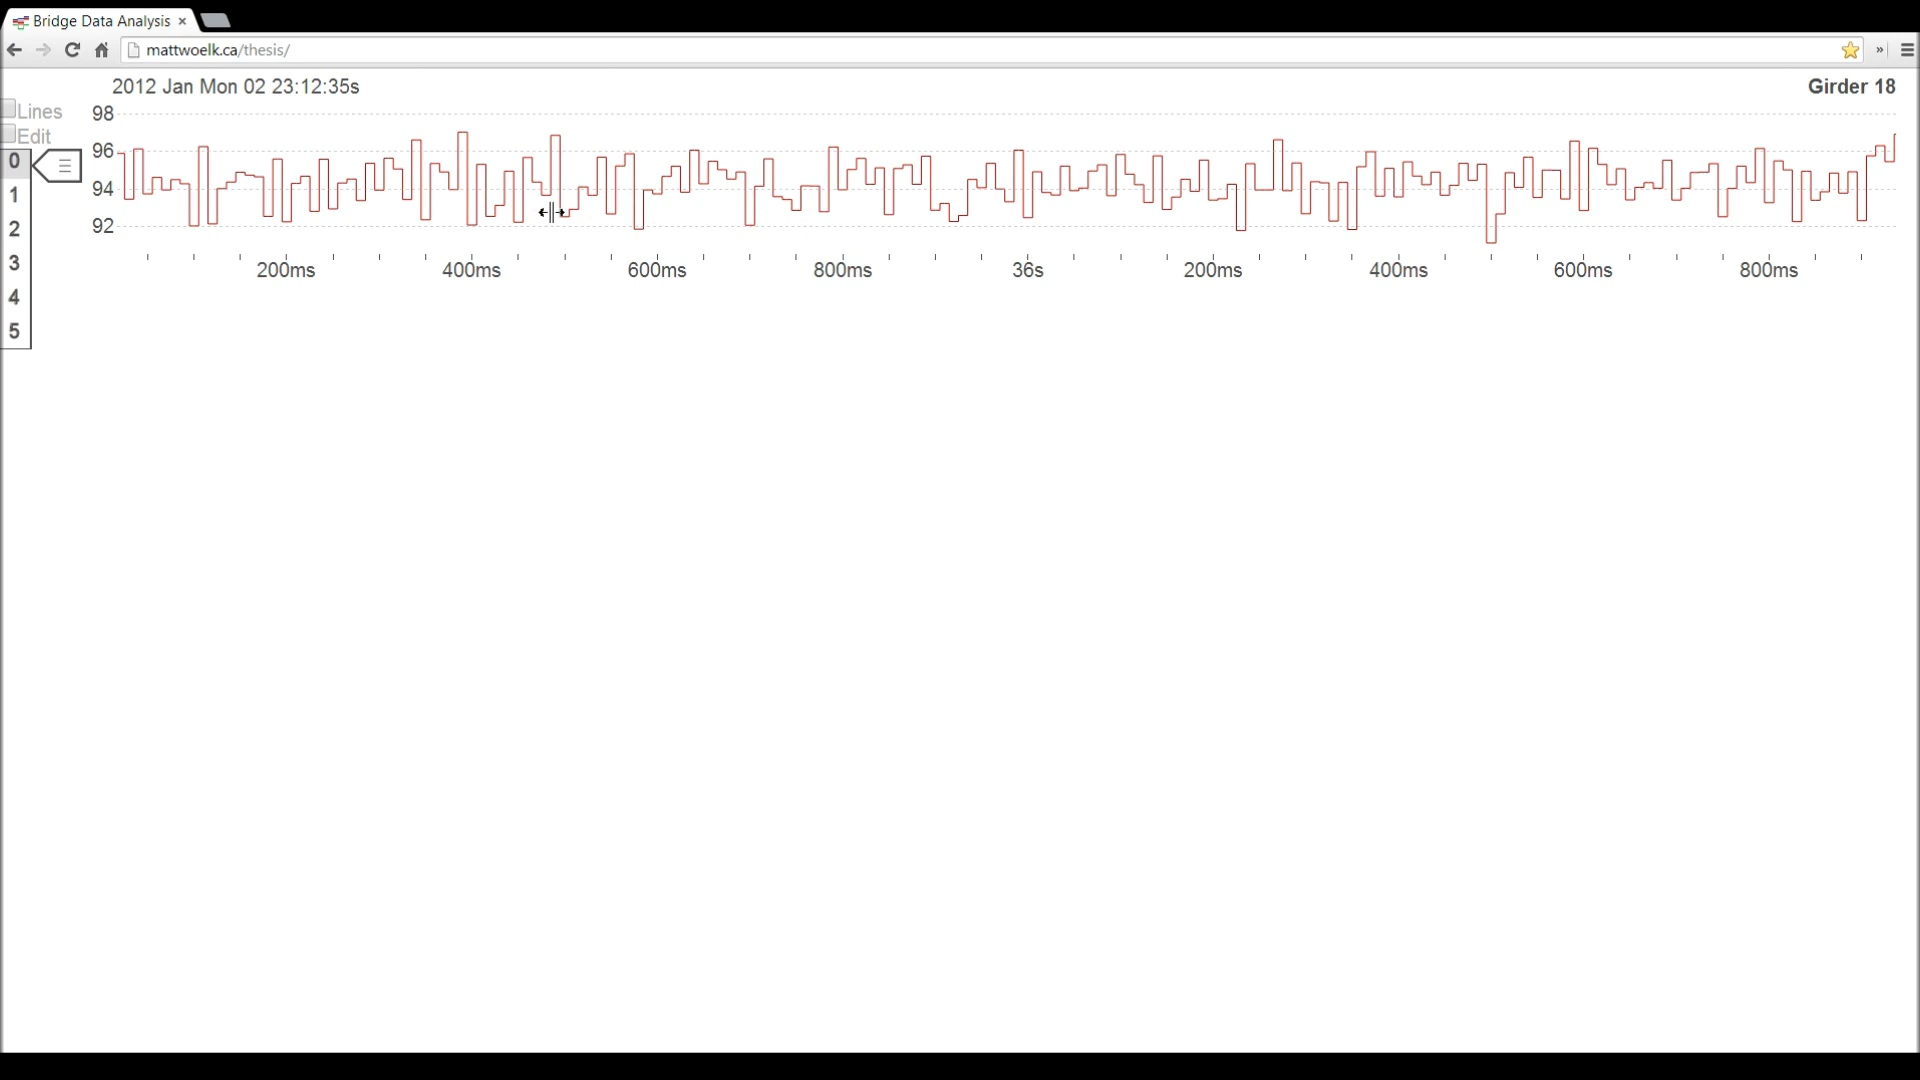 Bridge Data Analysis
mattwoelk.ca/thesis/
2012 Jan Mon 02 23:12:35s
Girder 18
Lines
Edit
98
96
94
92
0
1
2
3
4
5
200ms 400ms 600ms 800ms 36s 200ms 400ms 600ms 800ms